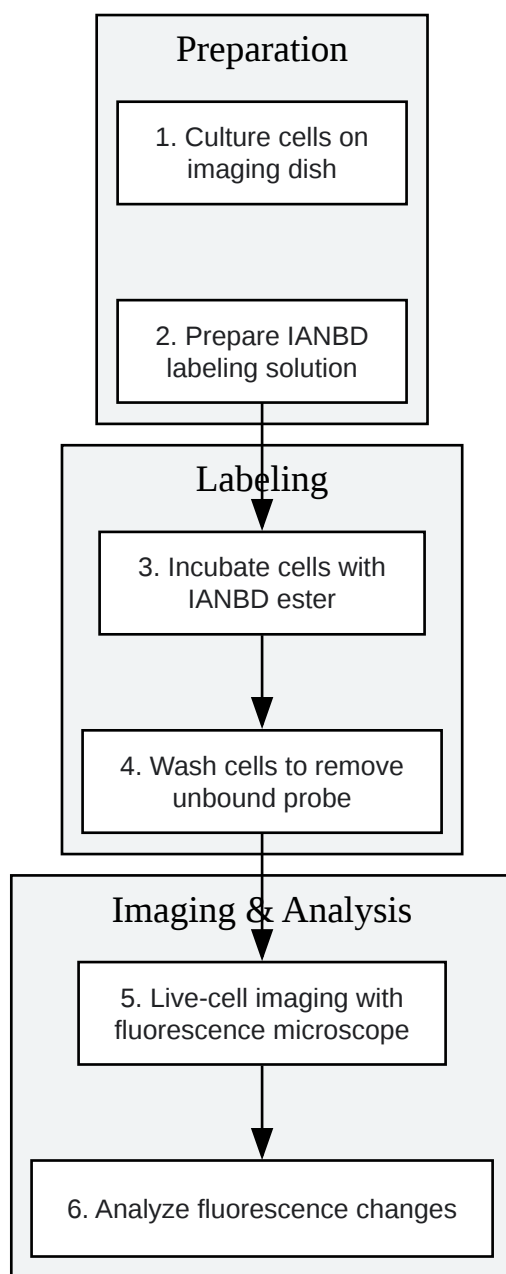 Preparation
1. Culture cells on
imaging dish
2. Prepare IANBD
labeling solution
Labeling
3. Incubate cells with
IANBD ester
4. Wash cells to remove
unbound probe
Imaging & Analysis
5. Live-cell imaging with
fluorescence microscope
6. Analyze fluorescence changes